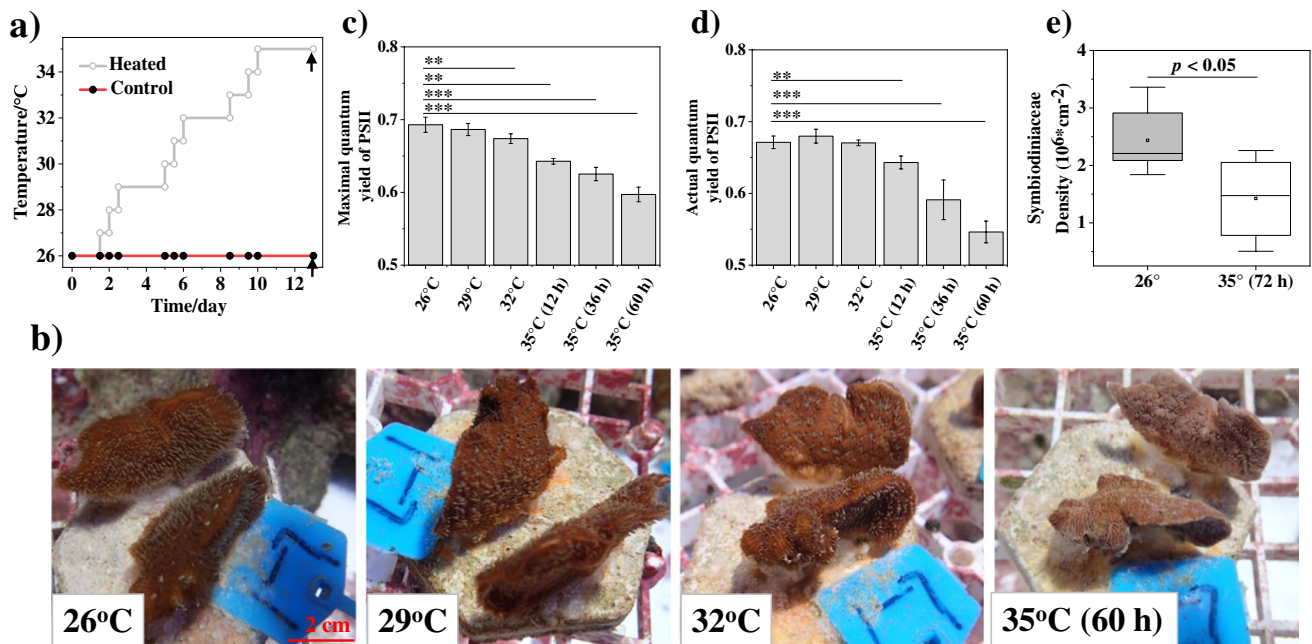 a)
Temperature/°C
34
32
30
28
26
Heated
Control
0
2
4
6
8
10
12
Time/day
c)
Maximal quantum
yield of PSII
0.8
0.7
0.6
0.5
**
**
***
***
26°C
29°C
32°C
35°C (12 h)
35°C (36 h)
35°C (60 h)
d)
Actual quantum
yield of PSII
0.8
0.7
0.6
0.5
**
***
***
26°C
29°C
32°C
35°C (12 h)
35°C (36 h)
35°C (60 h)
e)
Symbiodiniaceae
Density (10⁶*cm⁻²)
4
3
2
1
p < 0.05
26°
35° (72 h)
b)
26°C
2 cm
29°C
32°C
35°C (60 h)